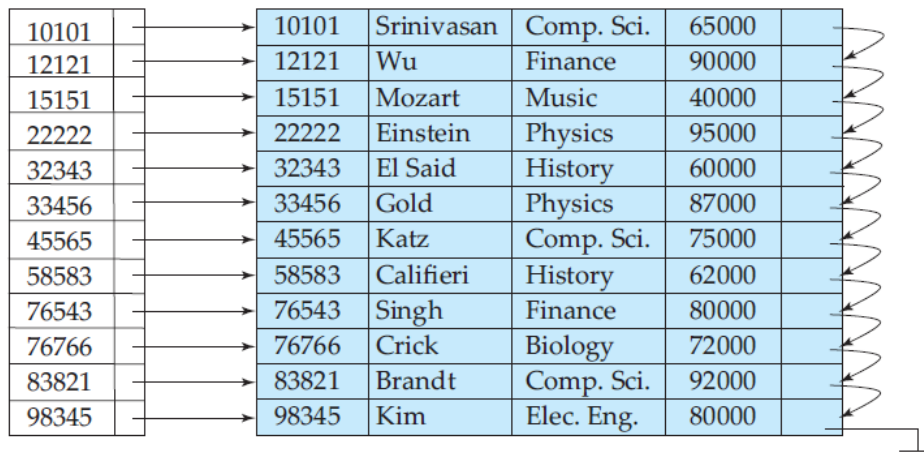 10101 10101 Srinivasan Comp. Sci. 65000
12121 12121 Wu Finance 90000
15151 15151 Mozart Music 40000
22222 22222 Einstein Physics 95000
32343 32343 El Said History 60000
33456 33456 Gold Physics 87000
45565 45565 Katz Comp. Sci. 75000
58583 58583 Califieri History 62000
76543 76543 Singh Finance 80000
76766 76766 Crick Biology 72000
83821 83821 Brandt Comp. Sci. 92000
98345 98345 Kim Elec. Eng. 80000